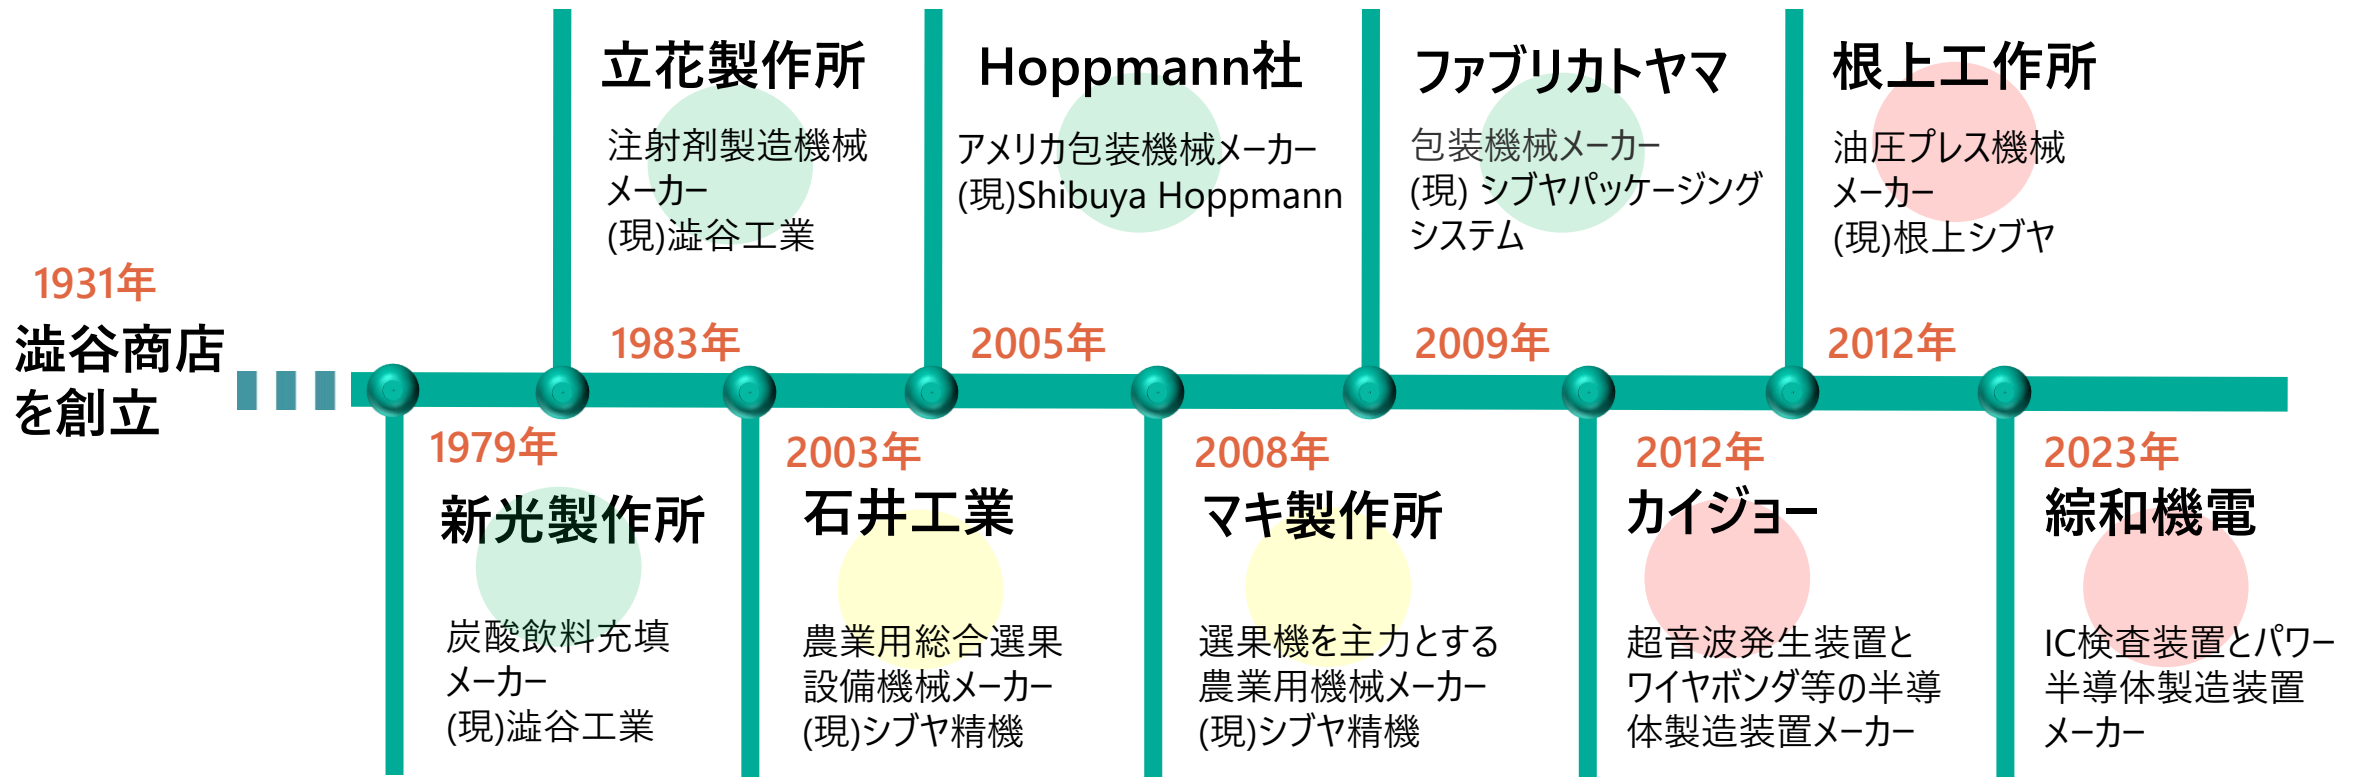 1931年
澁谷商店
を創立
1979年
新光製作所
炭酸飲料充填
メーカー
(現)澁谷工業
立花製作所
注射剤製造機械
メーカー
(現)澁谷工業
1983年
2003年
石井工業
農業用総合選果
設備機械メーカー
(現)シブヤ精機
Hoppmann社
アメリカ包装機械メーカー
(現)Shibuya Hoppmann
2005年
2008年
マキ製作所
選果機を主力とする
農業用機械メーカー
(現)シブヤ精機
ファブリカトヤマ
包装機械メーカー
(現) シブヤパッケージング
システム
2009年
2012年
カイジョー
超音波発生装置と
ワイヤボンダ等の半導
体製造装置メーカー
根上工作所
油圧プレス機械
メーカー
(現)根上シブヤ
2012年
2023年
綜和機電
IC検査装置とパワー
半導体製造装置
メーカー